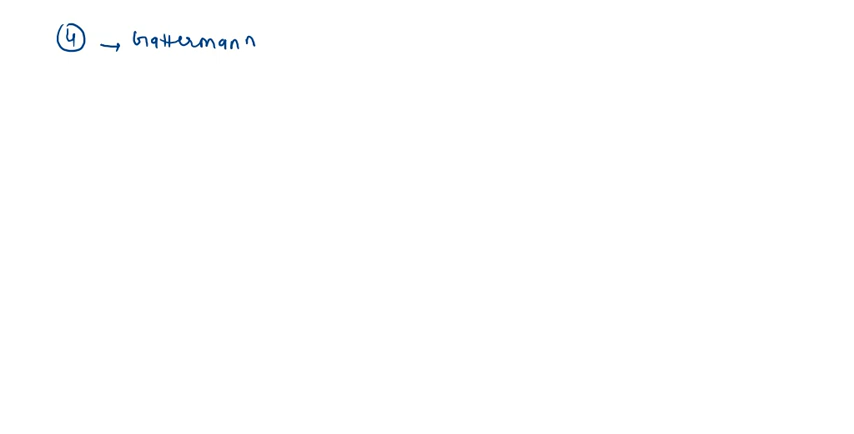 ④ → Gattermann